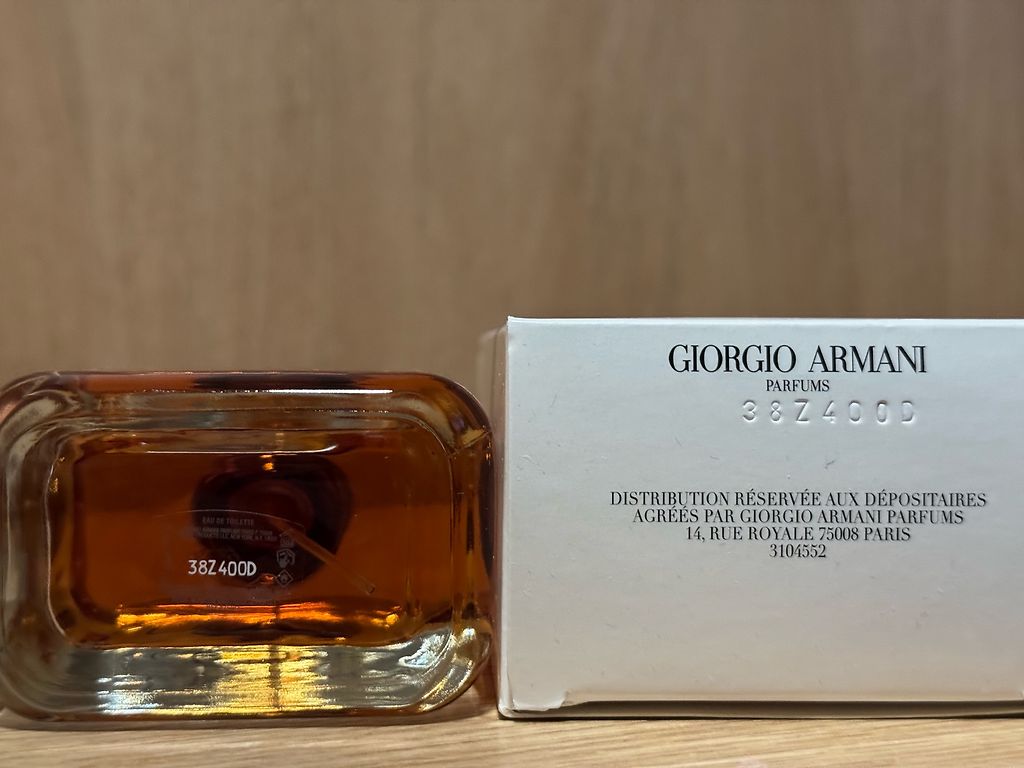 EAU DE TOILETTE
38Z400D
GIORGIO ARMANI
PARFUMS
38Z400D
DISTRIBUTION RÉSERVÉE AUX DÉPOSITAIRES
AGRÉÉS PAR GIORGIO ARMANI PARFUMS
14, RUE ROYALE 75008 PARIS
3104552